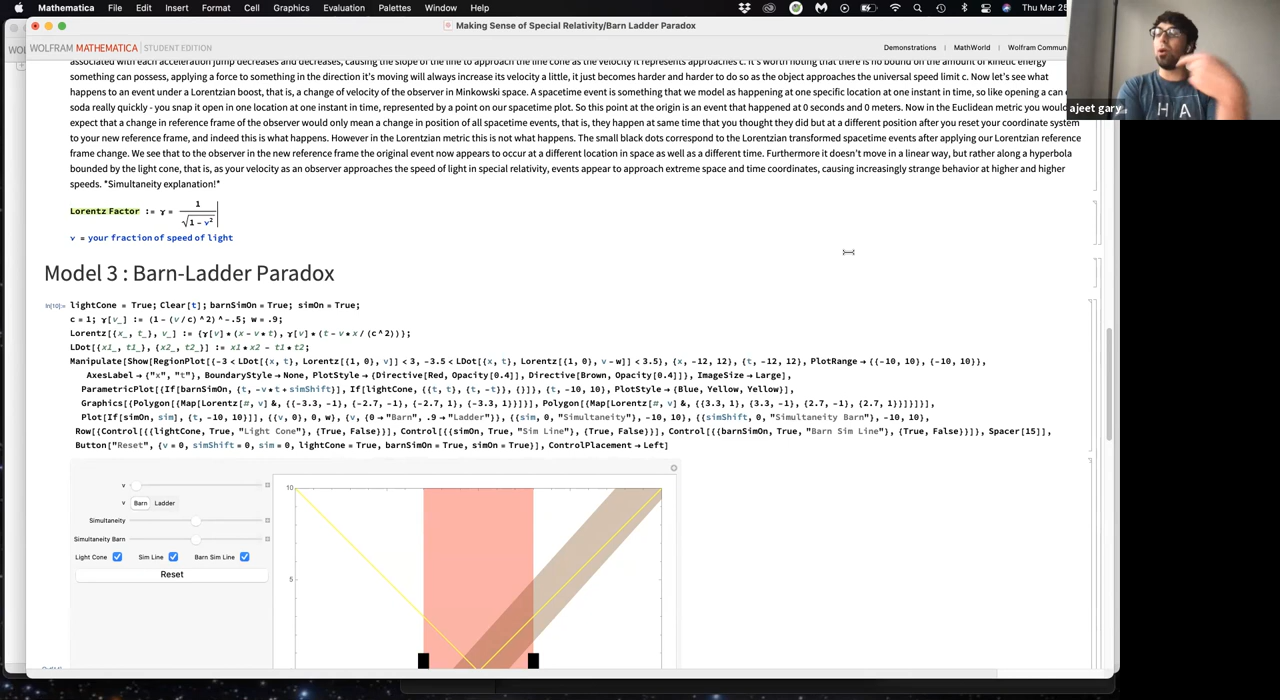 Mathematica File Edit Insert Format Cell Graphics Evaluation Palettes Window Help Thu Mar 25
Making Sense of Special Relativity/Barn Ladder Paradox
WOLFRAM MATHEMATICA | STUDENT EDITION Demonstrations | MathWorld | Wolfram Commun
associated with each acceleration jump decreases and decreases, causing the slope of the line to approach the line cone as the velocity it represents approaches c. It's worth noting that there is no bound on the amount of kinetic energy
something can possess, applying a force to something in the direction it's moving will always increase its velocity a little, it just becomes harder and harder to do so as the object approaches the universal speed limit c. Now let's see what
happens to an event under a Lorentzian boost, that is, a change of velocity of the observer in Minkowski space. A spacetime event is something that we model as happening at one specific location at one instant in time, so like opening a can o
soda really quickly - you snap it open in one location at one instant in time, represented by a point on our spacetime plot. So this point at the origin is an event that happened at 0 seconds and 0 meters. Now in the Euclidean metric you would
expect that a change in reference frame of the observer would only mean a change in position of all spacetime events, that is, they happen at same time that you thought they did but at a different position after you reset your coordinate system
to your new reference frame, and indeed this is what happens. However in the Lorentzian metric this is not what happens. The small black dots correspond to the Lorentzian transformed spacetime events after applying our Lorentzian reference
frame change. We see that to the observer in the new reference frame the original event now appears to occur at a different location in space as well as a different time. Furthermore it doesn't move in a linear way, but rather along a hyperbola
bounded by the light cone, that is, as your velocity as an observer approaches the speed of light in special relativity, events appear to approach extreme space and time coordinates, causing increasingly strange behavior at higher and higher
speeds. *Simultaneity explanation!*
Lorentz Factor := γ = 1/√(1 - v²)
v = your fraction of speed of light
Model 3 : Barn-Ladder Paradox
In[10]:= lightCone = True; Clear[t]; barnSimOn = True; simOn = True;
c = 1; γ[v_] := (1 - (v/c)^2)^-.5; w = .9;
Lorentz[{x_, t_}, v_] := {γ[v]*(x - v*t), γ[v]*(t - v*x/(c^2))};
LDot[{x1_, t1_}, {x2_, t2_}] := x1*x2 - t1 t2;
Manipulate[Show[RegionPlot[{-3 < LDot[{x, t}, Lorentz[{1, 0}, v]] < 3, -3.5 < LDot[{x, t}, Lorentz[{1, 0}, v - w]] < 3.5}, {x, -12, 12}, {t, -12, 12}, PlotRange → {{-10, 10}, {-10, 10}},
AxesLabel → {"x", "t"}, BoundaryStyle → None, PlotStyle → {Directive[Red, Opacity[0.4]], Directive[Brown, Opacity[0.4]]}, ImageSize → Large],
ParametricPlot[{If[barnSimOn, {t, -v*t + simShift}], If[lightCone, {{t, t}, {t, -t}}, {}]}, {t, -10, 10}, PlotStyle → {Blue, Yellow, Yellow}],
Graphics[{Polygon[{Map[Lorentz[#, v] &, {{-3.3, -1}, {-2.7, -1}, {-2.7, 1}, {-3.3, 1}}]}], Polygon[{Map[Lorentz[#, v] &, {{3.3, 1}, {3.3, -1}, {2.7, -1}, {2.7, 1}}]}]}],
Plot[If[simOn, sim], {t, -10, 10}]], {{v, 0}, 0, w}, {v, {0 → "Barn", .9 → "Ladder"}}, {{sim, 0, "Simultaneity"}, -10, 10}, {{simShift, 0, "Simultaneity Barn"}, -10, 10},
Row[{Control[{{lightCone, True, "Light Cone"}, {True, False}}], Control[{{simOn, True, "Sim Line"}, {True, False}}], Control[{{barnSimOn, True, "Barn Sim Line"}, {True, False}}]}, Spacer[15]],
Button["Reset", {v = 0, simShift = 0, sim = 0, lightCone = True, barnSimOn = True, simOn = True}], ControlPlacement → Left]
v
v Barn Ladder
Simultaneity
Simultaneity Barn
Light Cone Sim Line Barn Sim Line
Reset
10
5
ajeet gary
H A